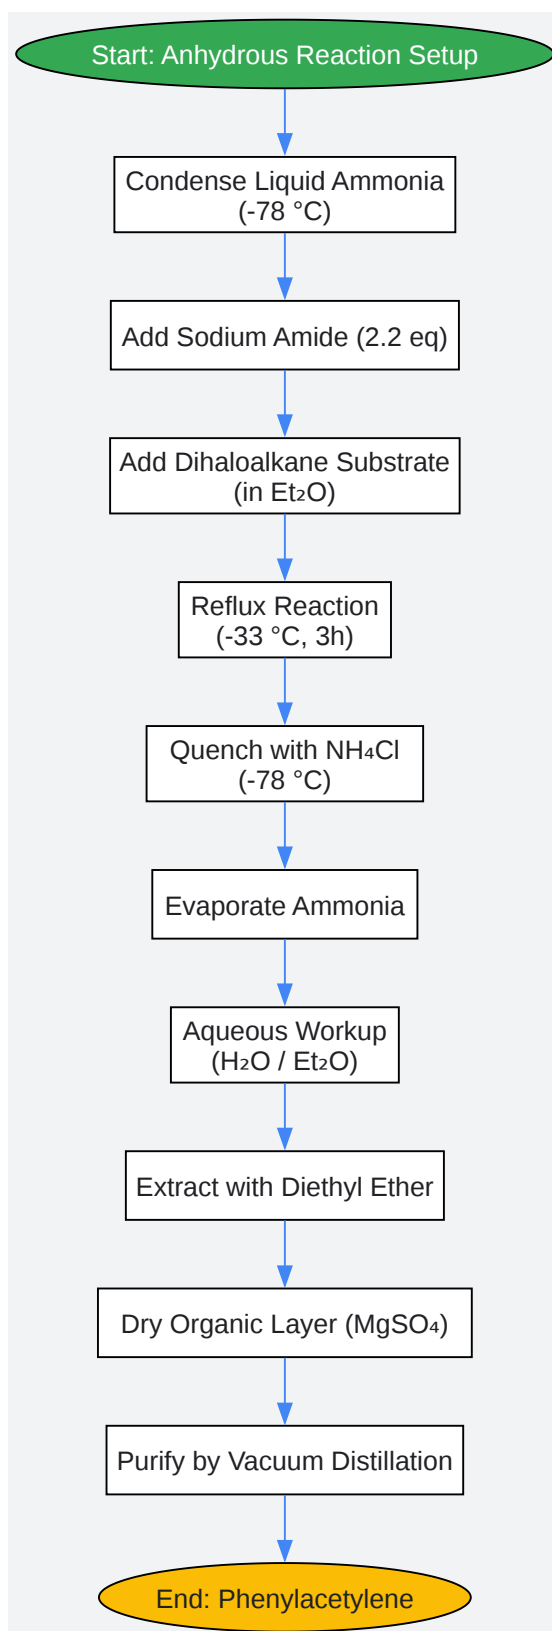 Start: Anhydrous Reaction Setup
Condense Liquid Ammonia
(-78 °C)
Add Sodium Amide (2.2 eq)
Add Dihaloalkane Substrate
(in Et₂O)
Reflux Reaction
(-33 °C, 3h)
Quench with NH₄Cl
(-78 °C)
Evaporate Ammonia
Aqueous Workup
(H₂O / Et₂O)
Extract with Diethyl Ether
Dry Organic Layer (MgSO₄)
Purify by Vacuum Distillation
End: Phenylacetylene